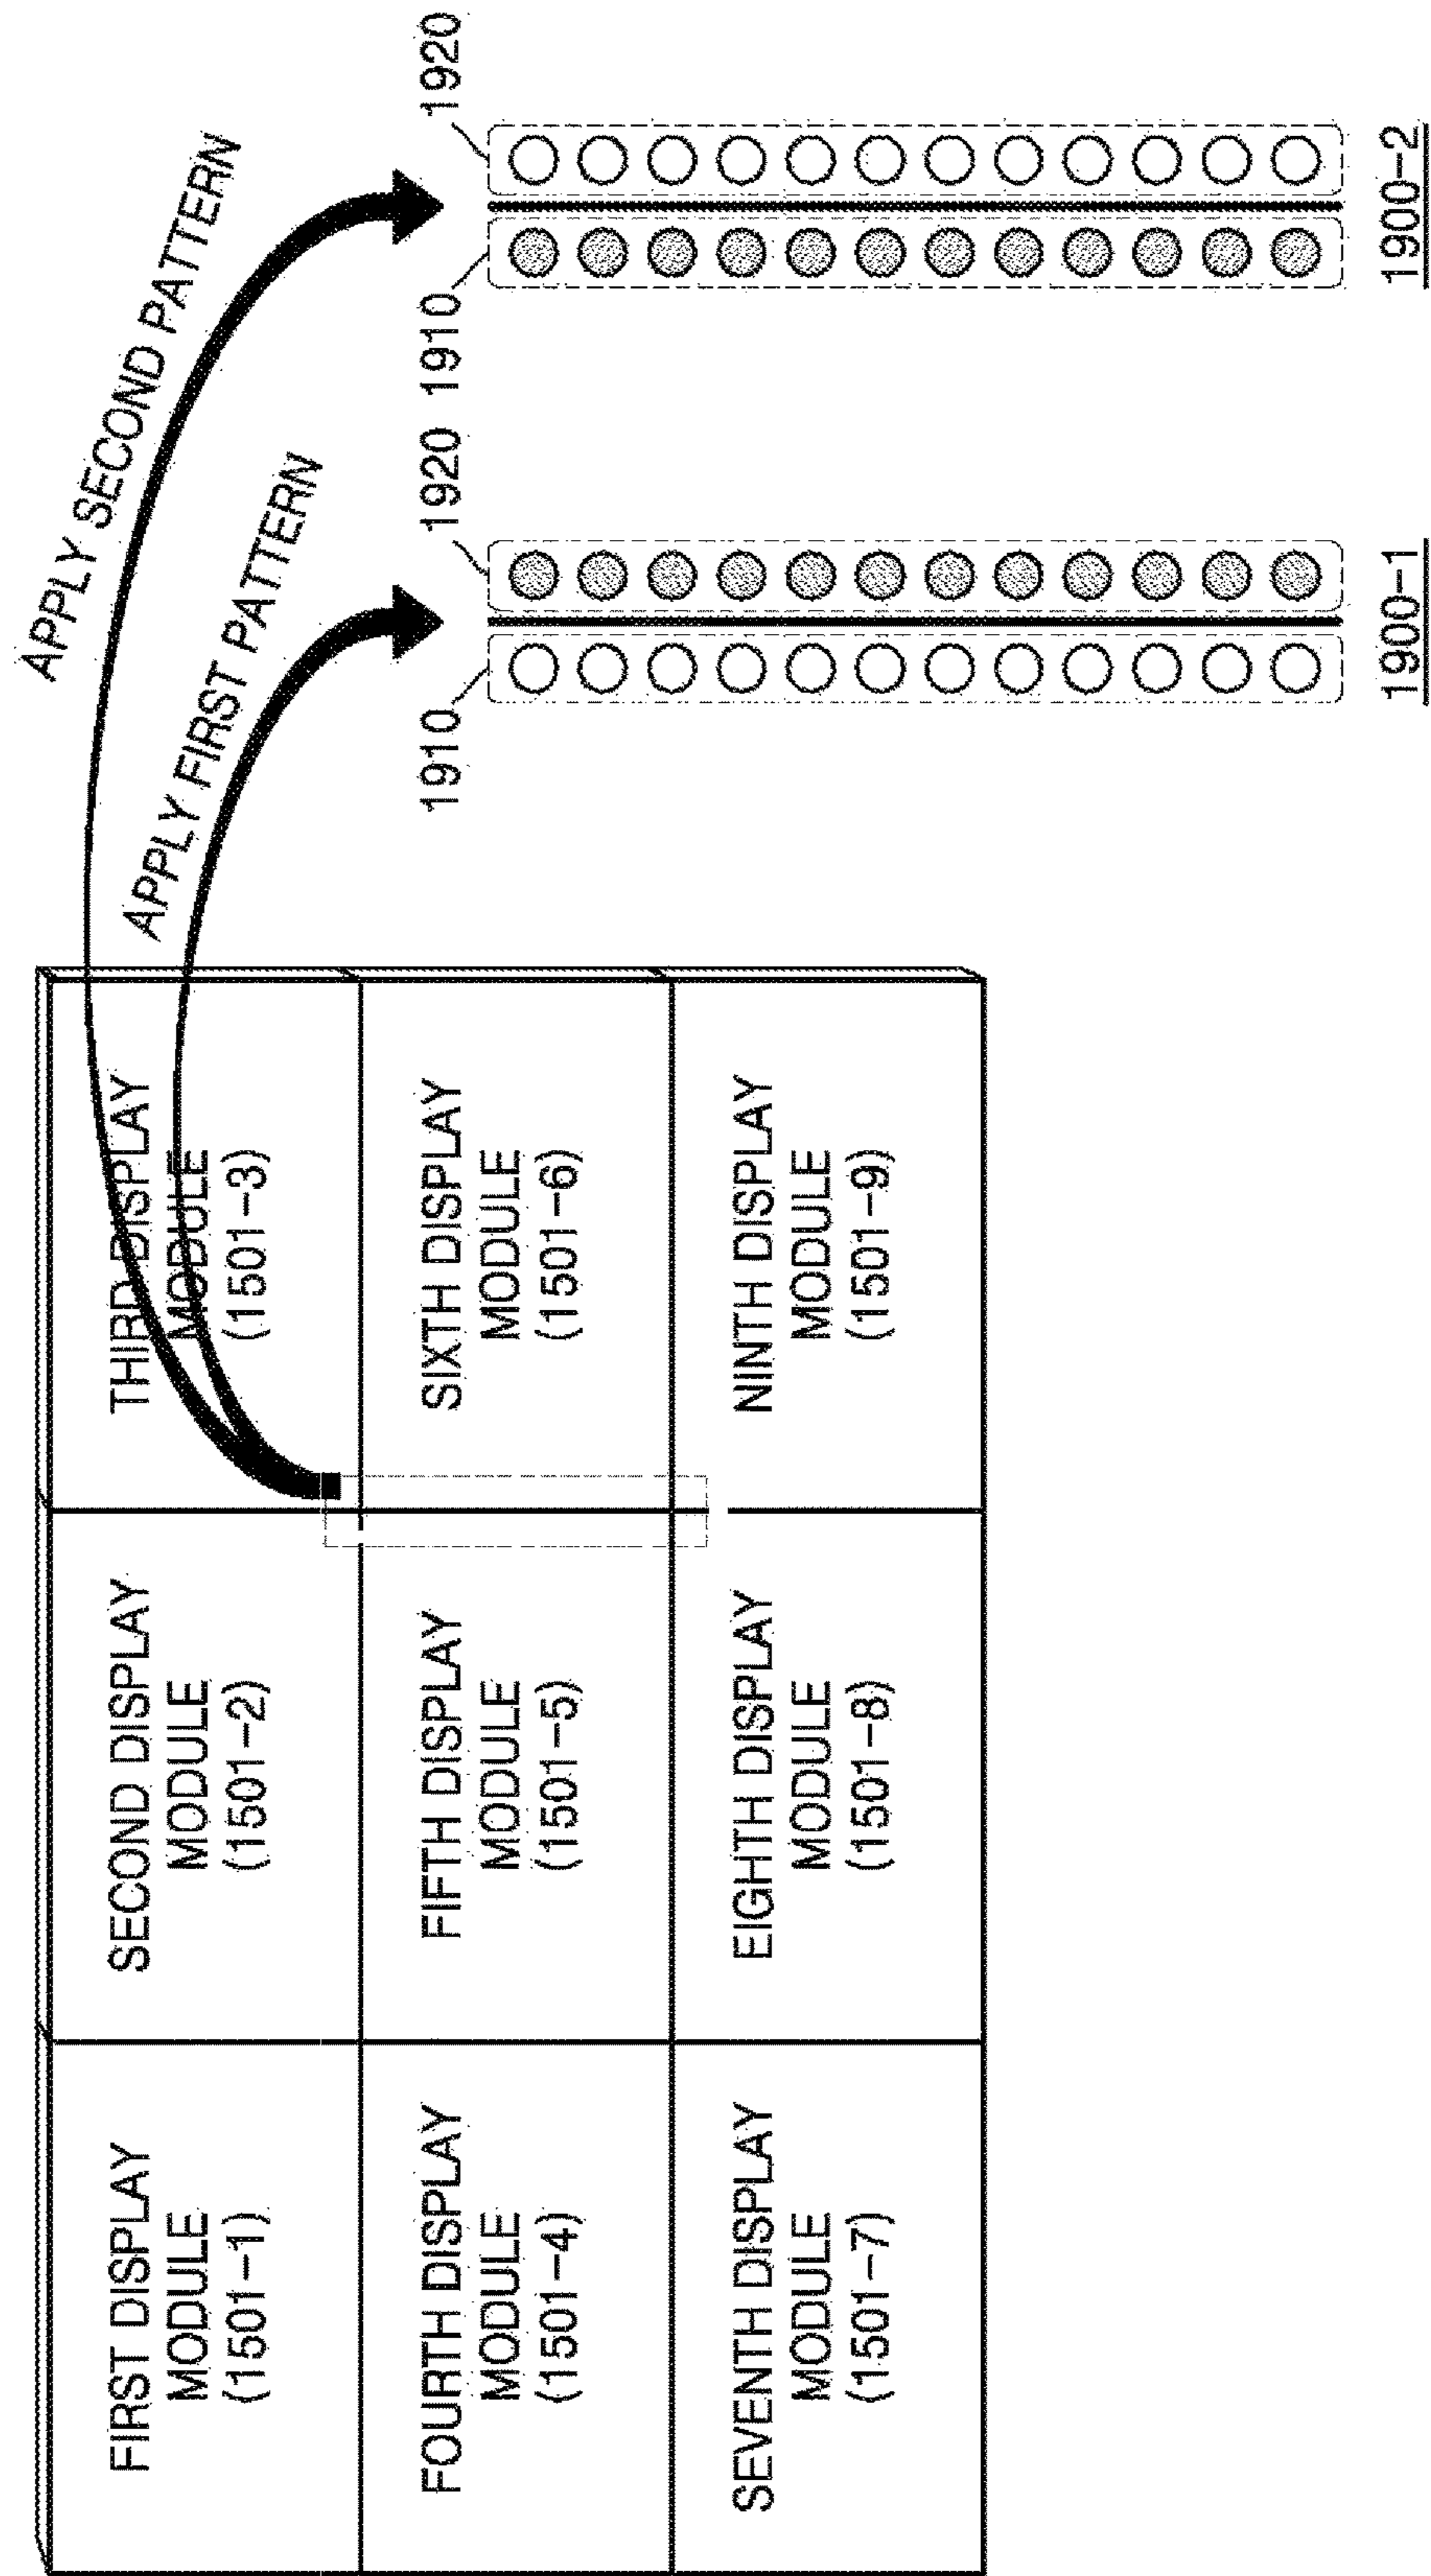 FIRST DISPLAY
MODULE
(1501-1)
SECOND DISPLAY
MODULE
(1501-2)
THIRD DISPLAY
MODULE
(1501-3)
FOURTH DISPLAY
MODULE
(1501-4)
FIFTH DISPLAY
MODULE
(1501-5)
SIXTH DISPLAY
MODULE
(1501-6)
SEVENTH DISPLAY
MODULE
(1501-7)
EIGHTH DISPLAY
MODULE
(1501-8)
NINTH DISPLAY
MODULE
(1501-9)
APPLY SECOND PATTERN
APPLY FIRST PATTERN
1910
1920
1910
1920
1900-1
1900-2